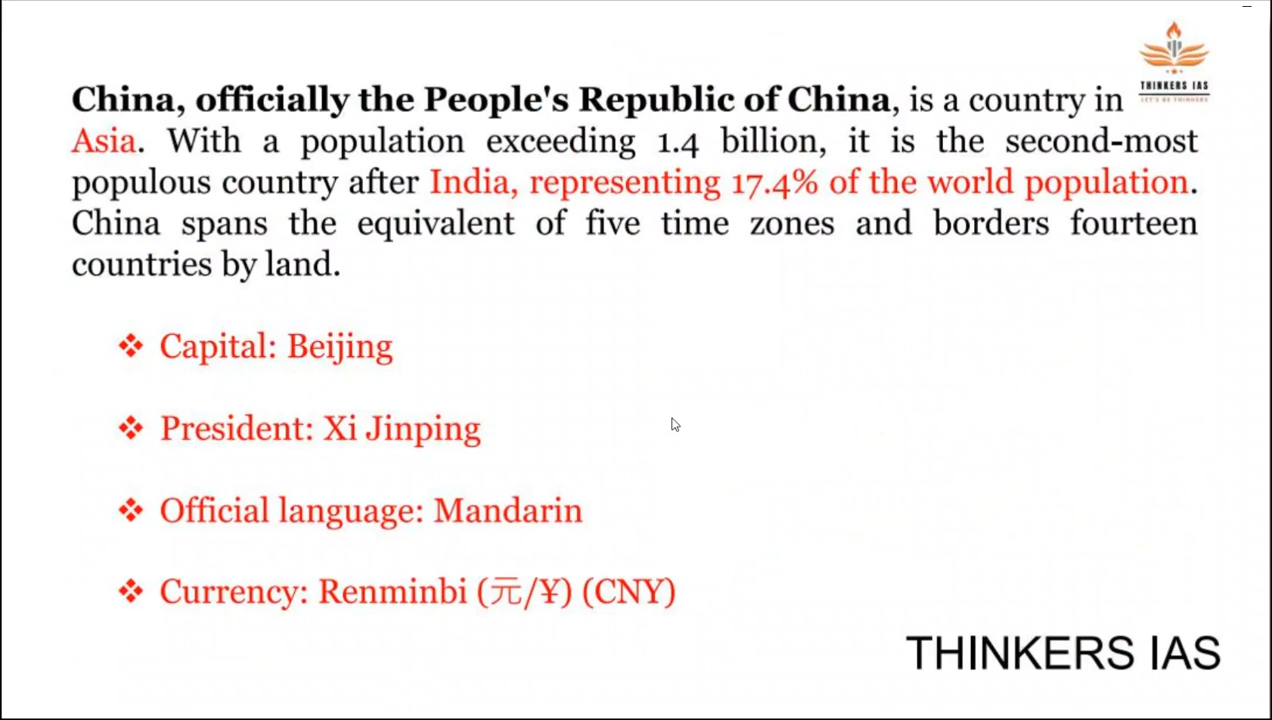 THINKERS IAS
LET'S BE THINKERS
China, officially the People's Republic of China, is a country in
Asia. With a population exceeding 1.4 billion, it is the second-most
populous country after India, representing 17.4% of the world population.
China spans the equivalent of five time zones and borders fourteen
countries by land.
❖ Capital: Beijing
❖ President: Xi Jinping
❖ Official language: Mandarin
❖ Currency: Renminbi (元/¥) (CNY)
THINKERS IAS